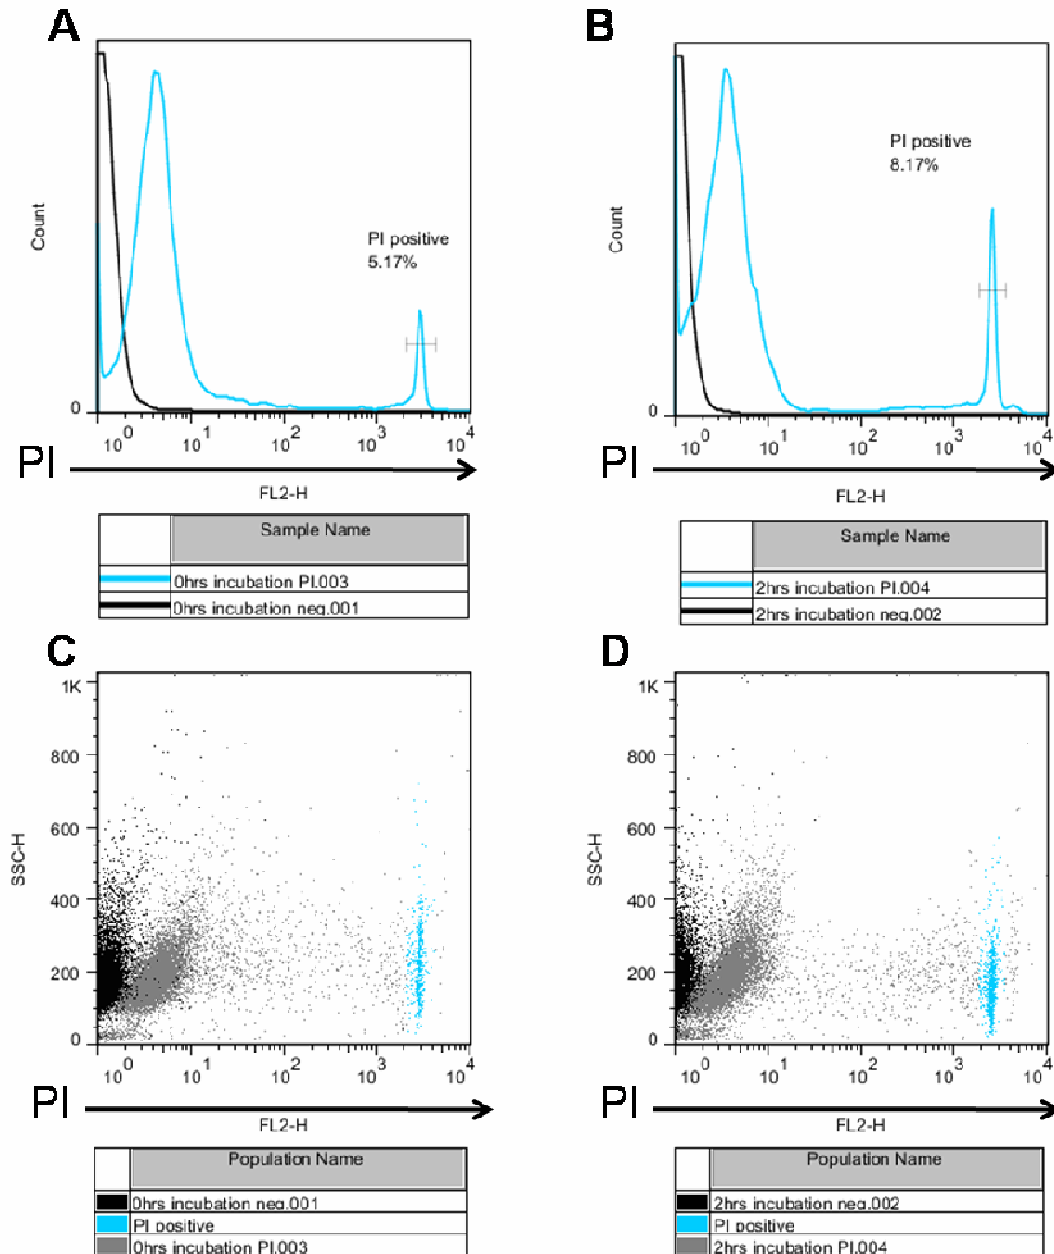 A
Count
PI positive
5.17%
0
10^0 10^1 10^2 10^3 10^4
PI
FL2-H
Sample Name
0hrs incubation PI.003
0hrs incubation neg.001
B
Count
PI positive
8.17%
0
10^0 10^1 10^2 10^3 10^4
PI
FL2-H
Sample Name
2hrs incubation PI.004
2hrs incubation neg.002
C
SSC-H
1K
800
600
400
200
0
10^0 10^1 10^2 10^3 10^4
PI
FL2-H
Population Name
0hrs incubation neg.001
PI positive
0hrs incubation PI.003
D
SSC-H
1K
800
600
400
200
0
10^0 10^1 10^2 10^3 10^4
PI
FL2-H
Population Name
2hrs incubation neg.002
PI positive
2hrs incubation PI.004